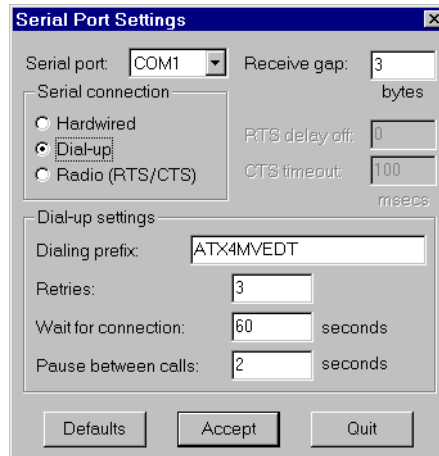 Serial Port Settings
Serial port: COM1 Receive gap: 3
bytes
Serial connection
Hardwired
Dial-up
Radio (RTS/CTS)
RTS delay off: 0
CTS timeout: 100
msecs
Dial-up settings
Dialing prefix: ATX4MVEDT
Retries: 3
Wait for connection: 60 seconds
Pause between calls: 2 seconds
Defaults Accept Quit